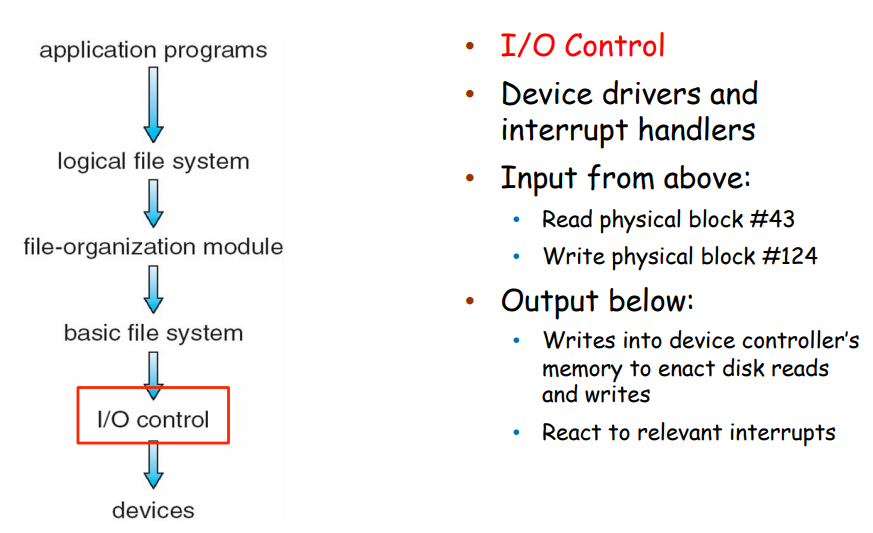 application programs
logical file system
file-organization module
basic file system
I/O control
devices
• I/O Control
• Device drivers and
interrupt handlers
• Input from above:
• Read physical block #43
• Write physical block #124
• Output below:
• Writes into device controller's
memory to enact disk reads
and writes
• React to relevant interrupts